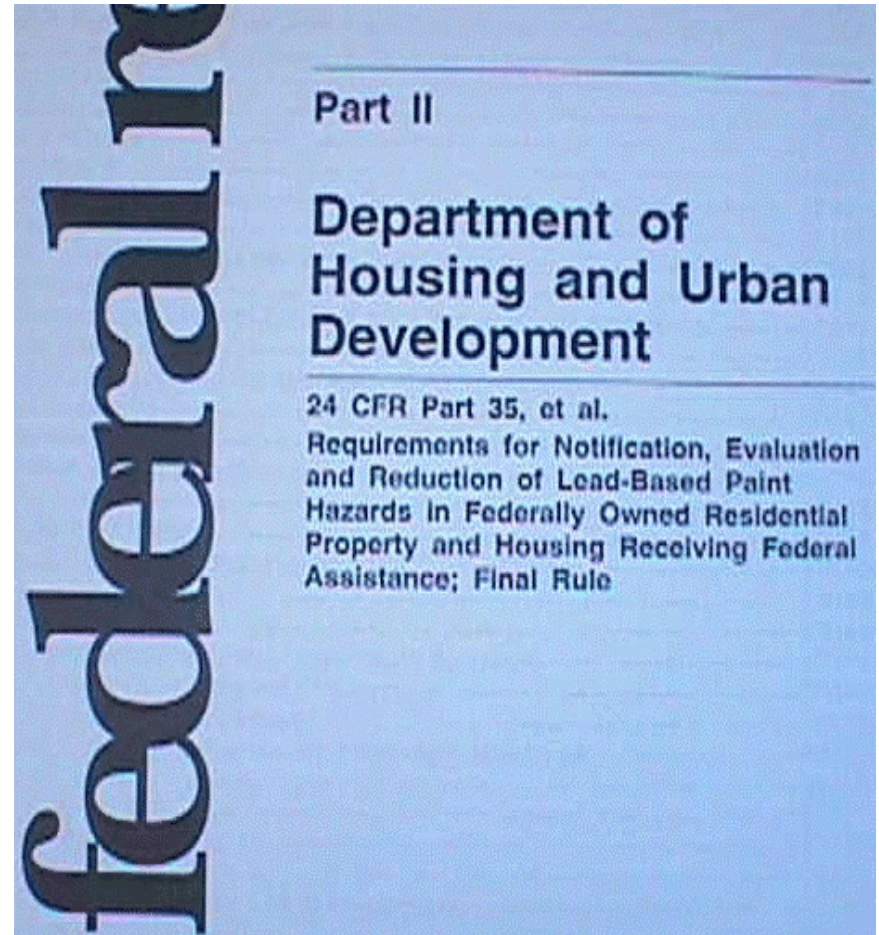 federal re
Part II
Department of
Housing and Urban
Development
24 CFR Part 35, et al.
Requirements for Notification, Evaluation
and Reduction of Lead-Based Paint
Hazards in Federally Owned Residential
Property and Housing Receiving Federal
Assistance; Final Rule